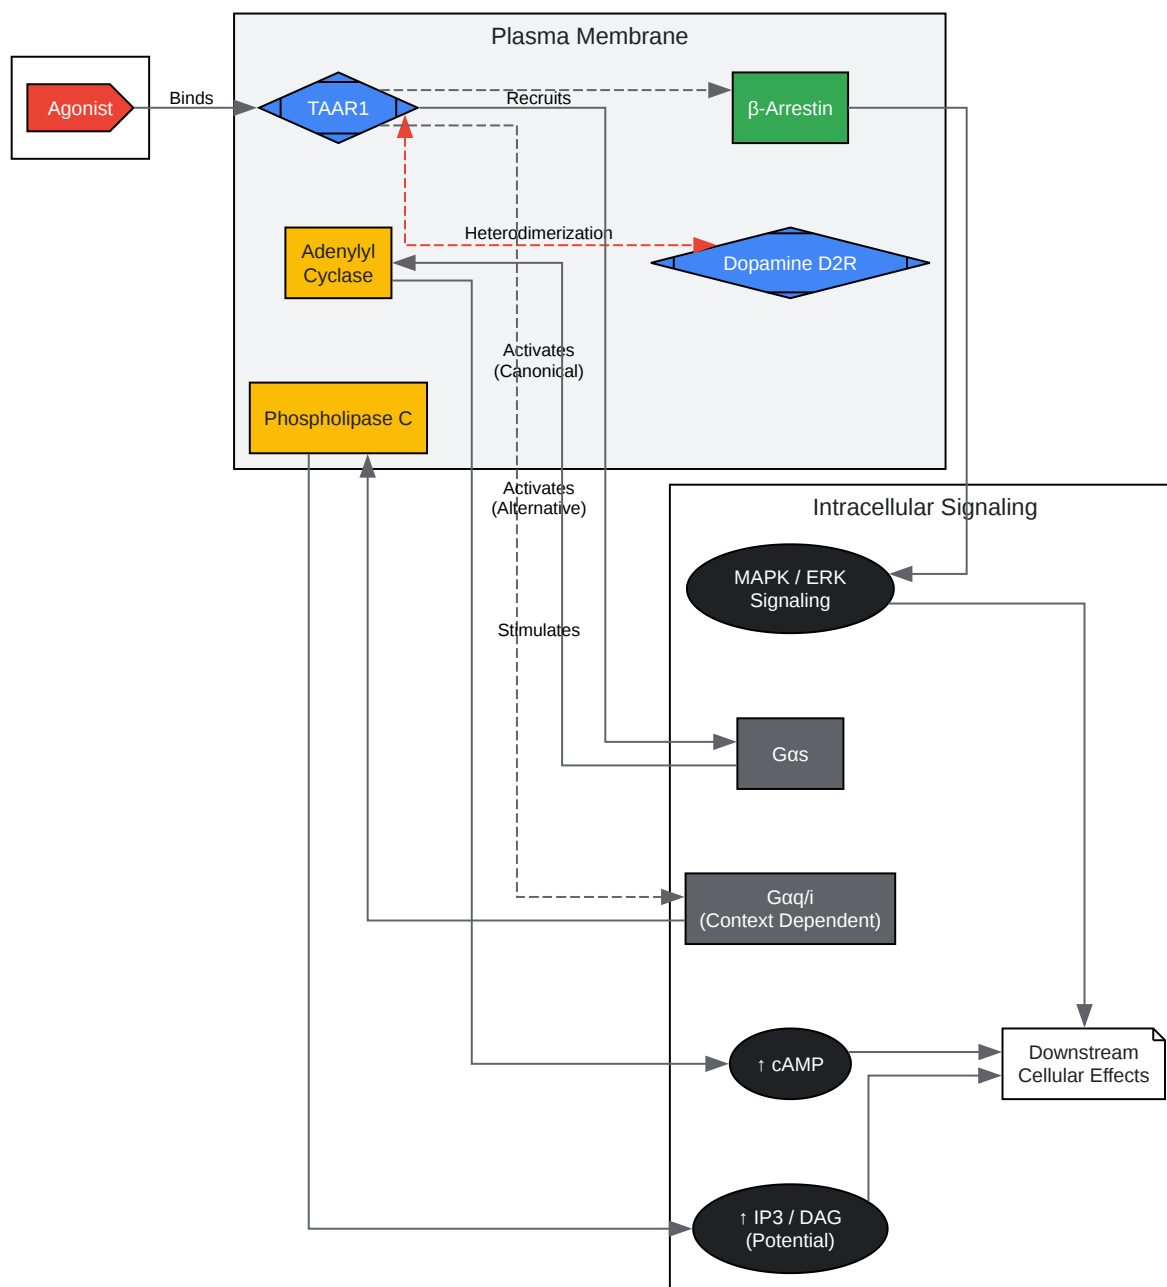 Plasma Membrane
Agonist
Binds
TAAR1
Recruits
β-Arrestin
Heterodimerization
Adenylyl
Cyclase
Dopamine D2R
Activates
(Canonical)
Phospholipase C
Activates
(Alternative)
Intracellular Signaling
MAPK / ERK
Signaling
Stimulates
Gαs
Gαq/i
(Context Dependent)
↑ cAMP
Downstream
Cellular Effects
↑ IP3 / DAG
(Potential)